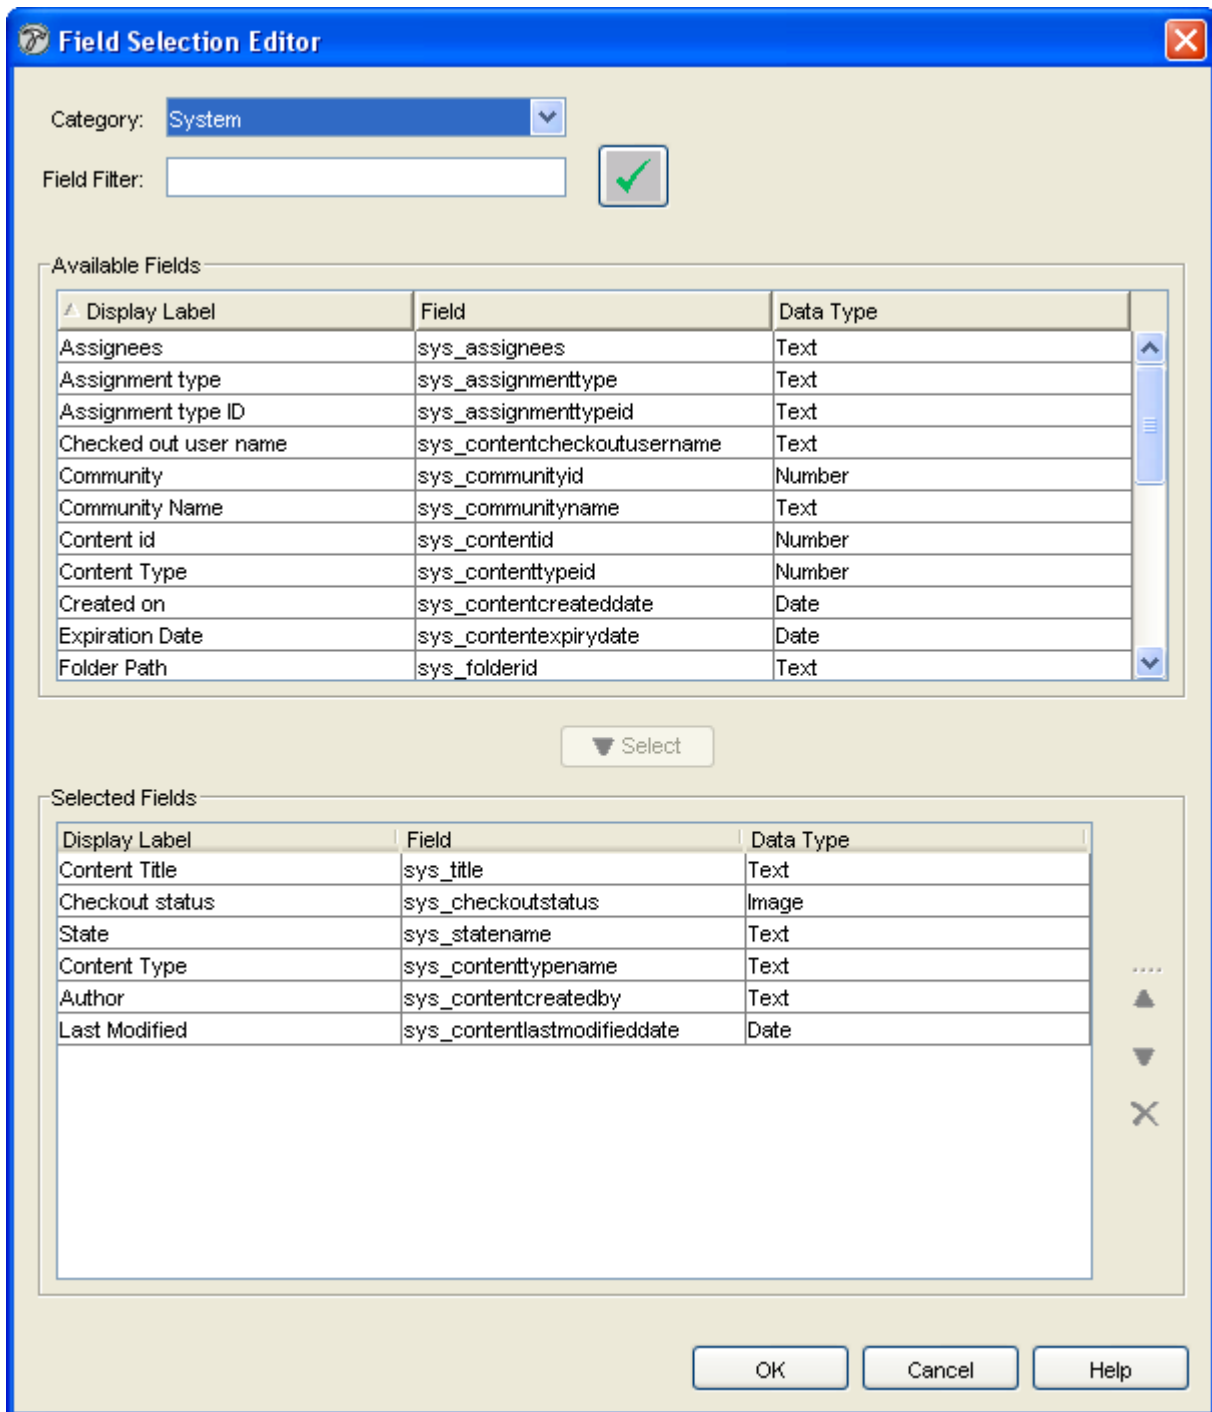 Field Selection Editor
Category: System
Field Filter:
Available Fields
Display Label Field Data Type
Assignees sys_assignees Text
Assignment type sys_assignmenttype Text
Assignment type ID sys_assignmenttypeid Text
Checked out user name sys_contentcheckoutusername Text
Community sys_communityid Number
Community Name sys_communityname Text
Content id sys_contentid Number
Content Type sys_contenttypeid Number
Created on sys_contentcreateddate Date
Expiration Date sys_contentexpirydate Date
Folder Path sys_folderid Text
Select
Selected Fields
Display Label Field Data Type
Content Title sys_title Text
Checkout status sys_checkoutstatus Image
State sys_statename Text
Content Type sys_contenttypename Text
Author sys_contentcreatedby Text
Last Modified sys_contentlastmodifieddate Date
OK Cancel Help